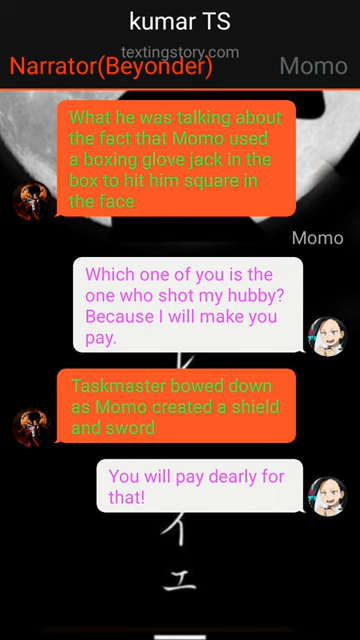 kumar TS
textingstory.com
Narrator(Beyonder) Momo
What he was talking about
the fact that Momo used
a boxing glove jack in the
box to hit him square in
the face
Momo
Which one of you is the
one who shot my hubby?
Because I will make you
pay.
Taskmaster bowed down
as Momo created a shield
and sword
You will pay dearly for
that!
イ
エ